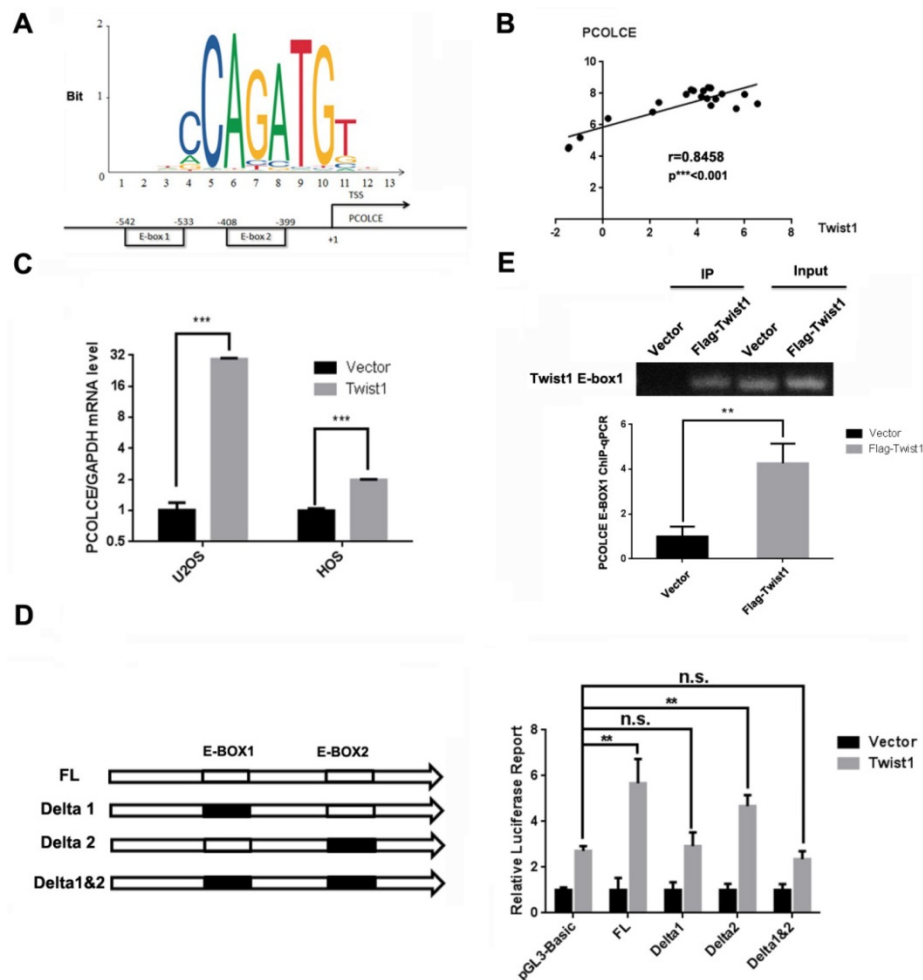 A
2
Bit
1
0
CCAGATGT
1 2 3 4 5 6 7 8 9 10 11 12 13
TSS
-542 -533 -408 -399 PCOLCE
E-box 1 E-box 2
+1
B
PCOLCE
10
8
6
4
2
r=0.8458
p***<0.001
-2 0 2 4 6 8 Twist1
C
PCOLCE/GAPDH mRNA level
32
16
8
4
2
1
0.5
***
***
Vector
Twist1
U2OS HOS
E
IP Input
Vector Flag-Twist1 Vector Flag-Twist1
Twist1 E-box1
PCOLCE E-BOX1 ChIP-qPCR
6
4
2
0
**
Vector
Flag-Twist1
Vector Flag-Twist1
D
E-BOX1 E-BOX2
FL
Delta 1
Delta 2
Delta1&2
Relative Luciferase Report
8
6
4
2
0
n.s.
**
n.s.
**
Vector
Twist1
pGL3-Basic FL Delta1 Delta2 Delta1&2